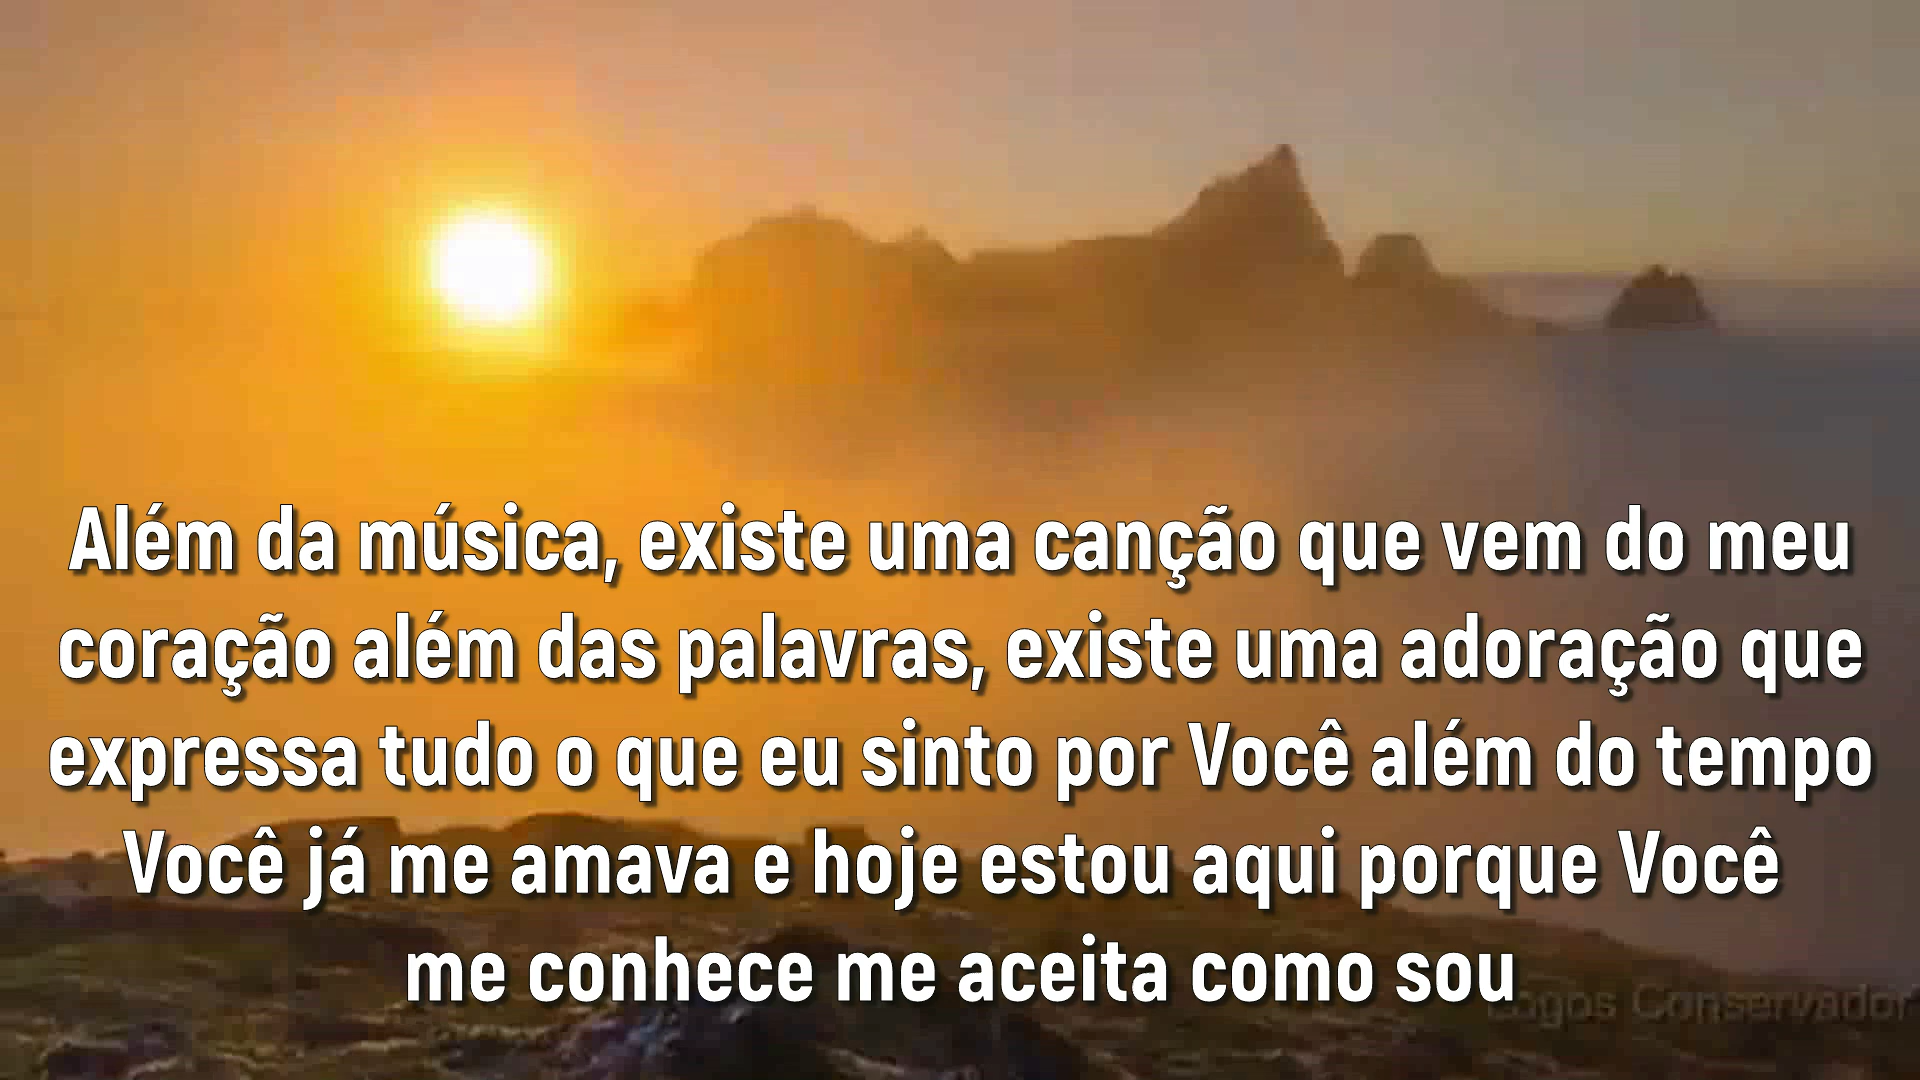 Além da música, existe uma canção que vem do meu
coração além das palavras, existe uma adoração que
expressa tudo o que eu sinto por Você além do tempo
Você já me amava e hoje estou aqui porque Você
me conhece me aceita como sou
Logos Conservador